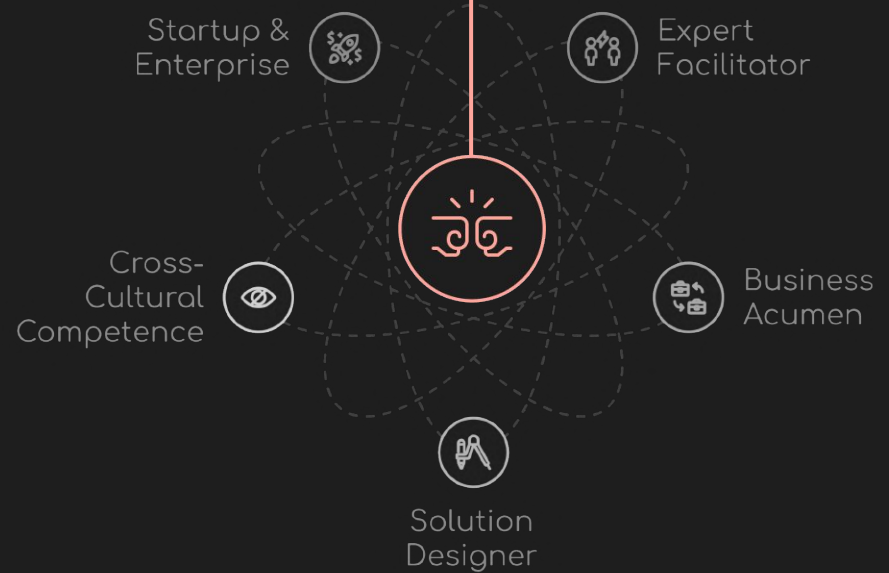 Startup &
Enterprise
Expert
Facilitator
Cross-
Cultural
Competence
Business
Acumen
Solution
Designer